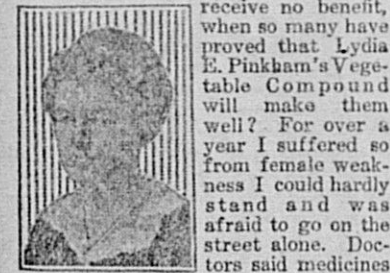 receive no benefit,
when so many have
proved that Lydia
E. Pinkham's Vege-
table Compound
will make them
well? For over a
year I suffered so
from female weak-
ness I could hardly
stand and was
afraid to go on the
street alone. Doc-
tors said medicines